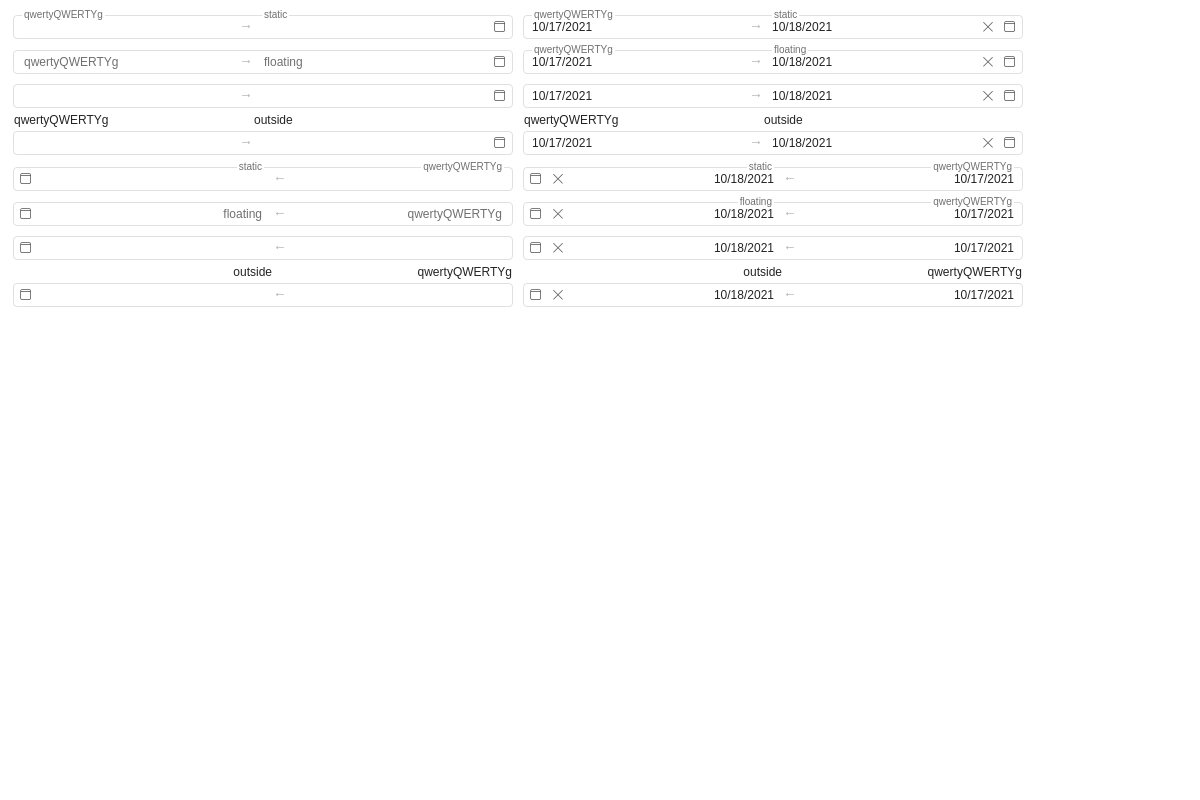 qwertyQWERTYg static qwertyQWERTYg static
→ 10/17/2021 → 10/18/2021
qwertyQWERTYg floating
qwertyQWERTYg → floating 10/17/2021 → 10/18/2021
→ 10/17/2021 → 10/18/2021
qwertyQWERTYg outside qwertyQWERTYg outside
→ 10/17/2021 → 10/18/2021
static qwertyQWERTYg static qwertyQWERTYg
← 10/18/2021 ← 10/17/2021
floating qwertyQWERTYg
floating ← qwertyQWERTYg 10/18/2021 ← 10/17/2021
← 10/18/2021 ← 10/17/2021
outside qwertyQWERTYg outside qwertyQWERTYg
← 10/18/2021 ← 10/17/2021